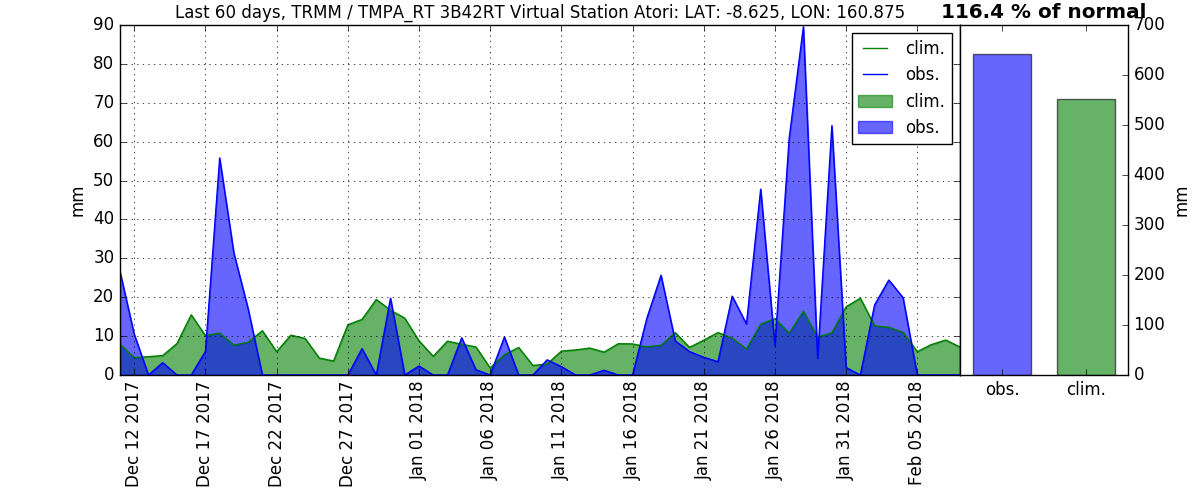 Last 60 days, TRMM / TMPA_RT 3B42RT Virtual Station Atori: LAT: -8.625, LON: 160.875
116.4 % of normal
90
80
70
60
50
40
30
20
10
0
mm
clim.
obs.
clim.
obs.
700
600
500
400
300
200
100
0
mm
obs.
clim.
Dec 12 2017
Dec 17 2017
Dec 22 2017
Dec 27 2017
Jan 01 2018
Jan 06 2018
Jan 11 2018
Jan 16 2018
Jan 21 2018
Jan 26 2018
Jan 31 2018
Feb 05 2018